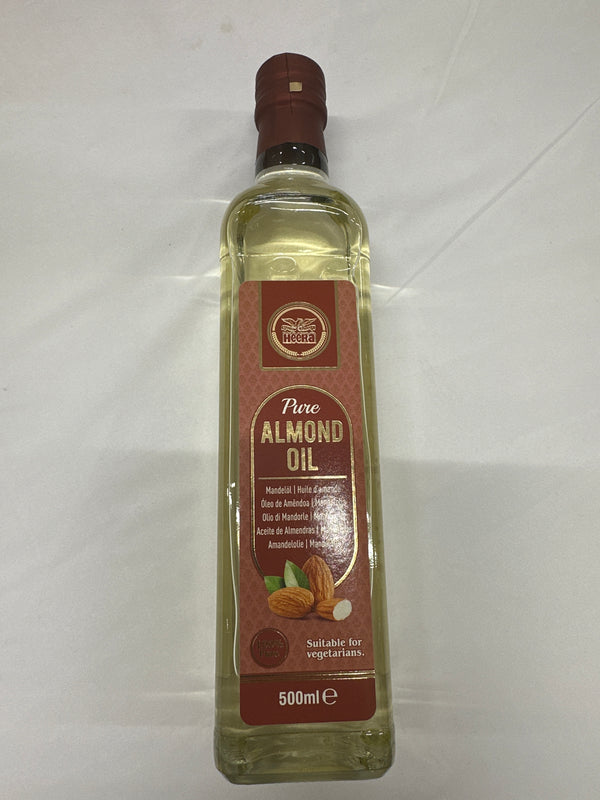 HEERA
Pure
ALMOND
OIL
Mandelöl | Huile d'amande
Óleo de Amêndoa |
Olio di Mandorle |
Aceite de Almendras |
Amandelolie |
Suitable for
vegetarians.
500ml e